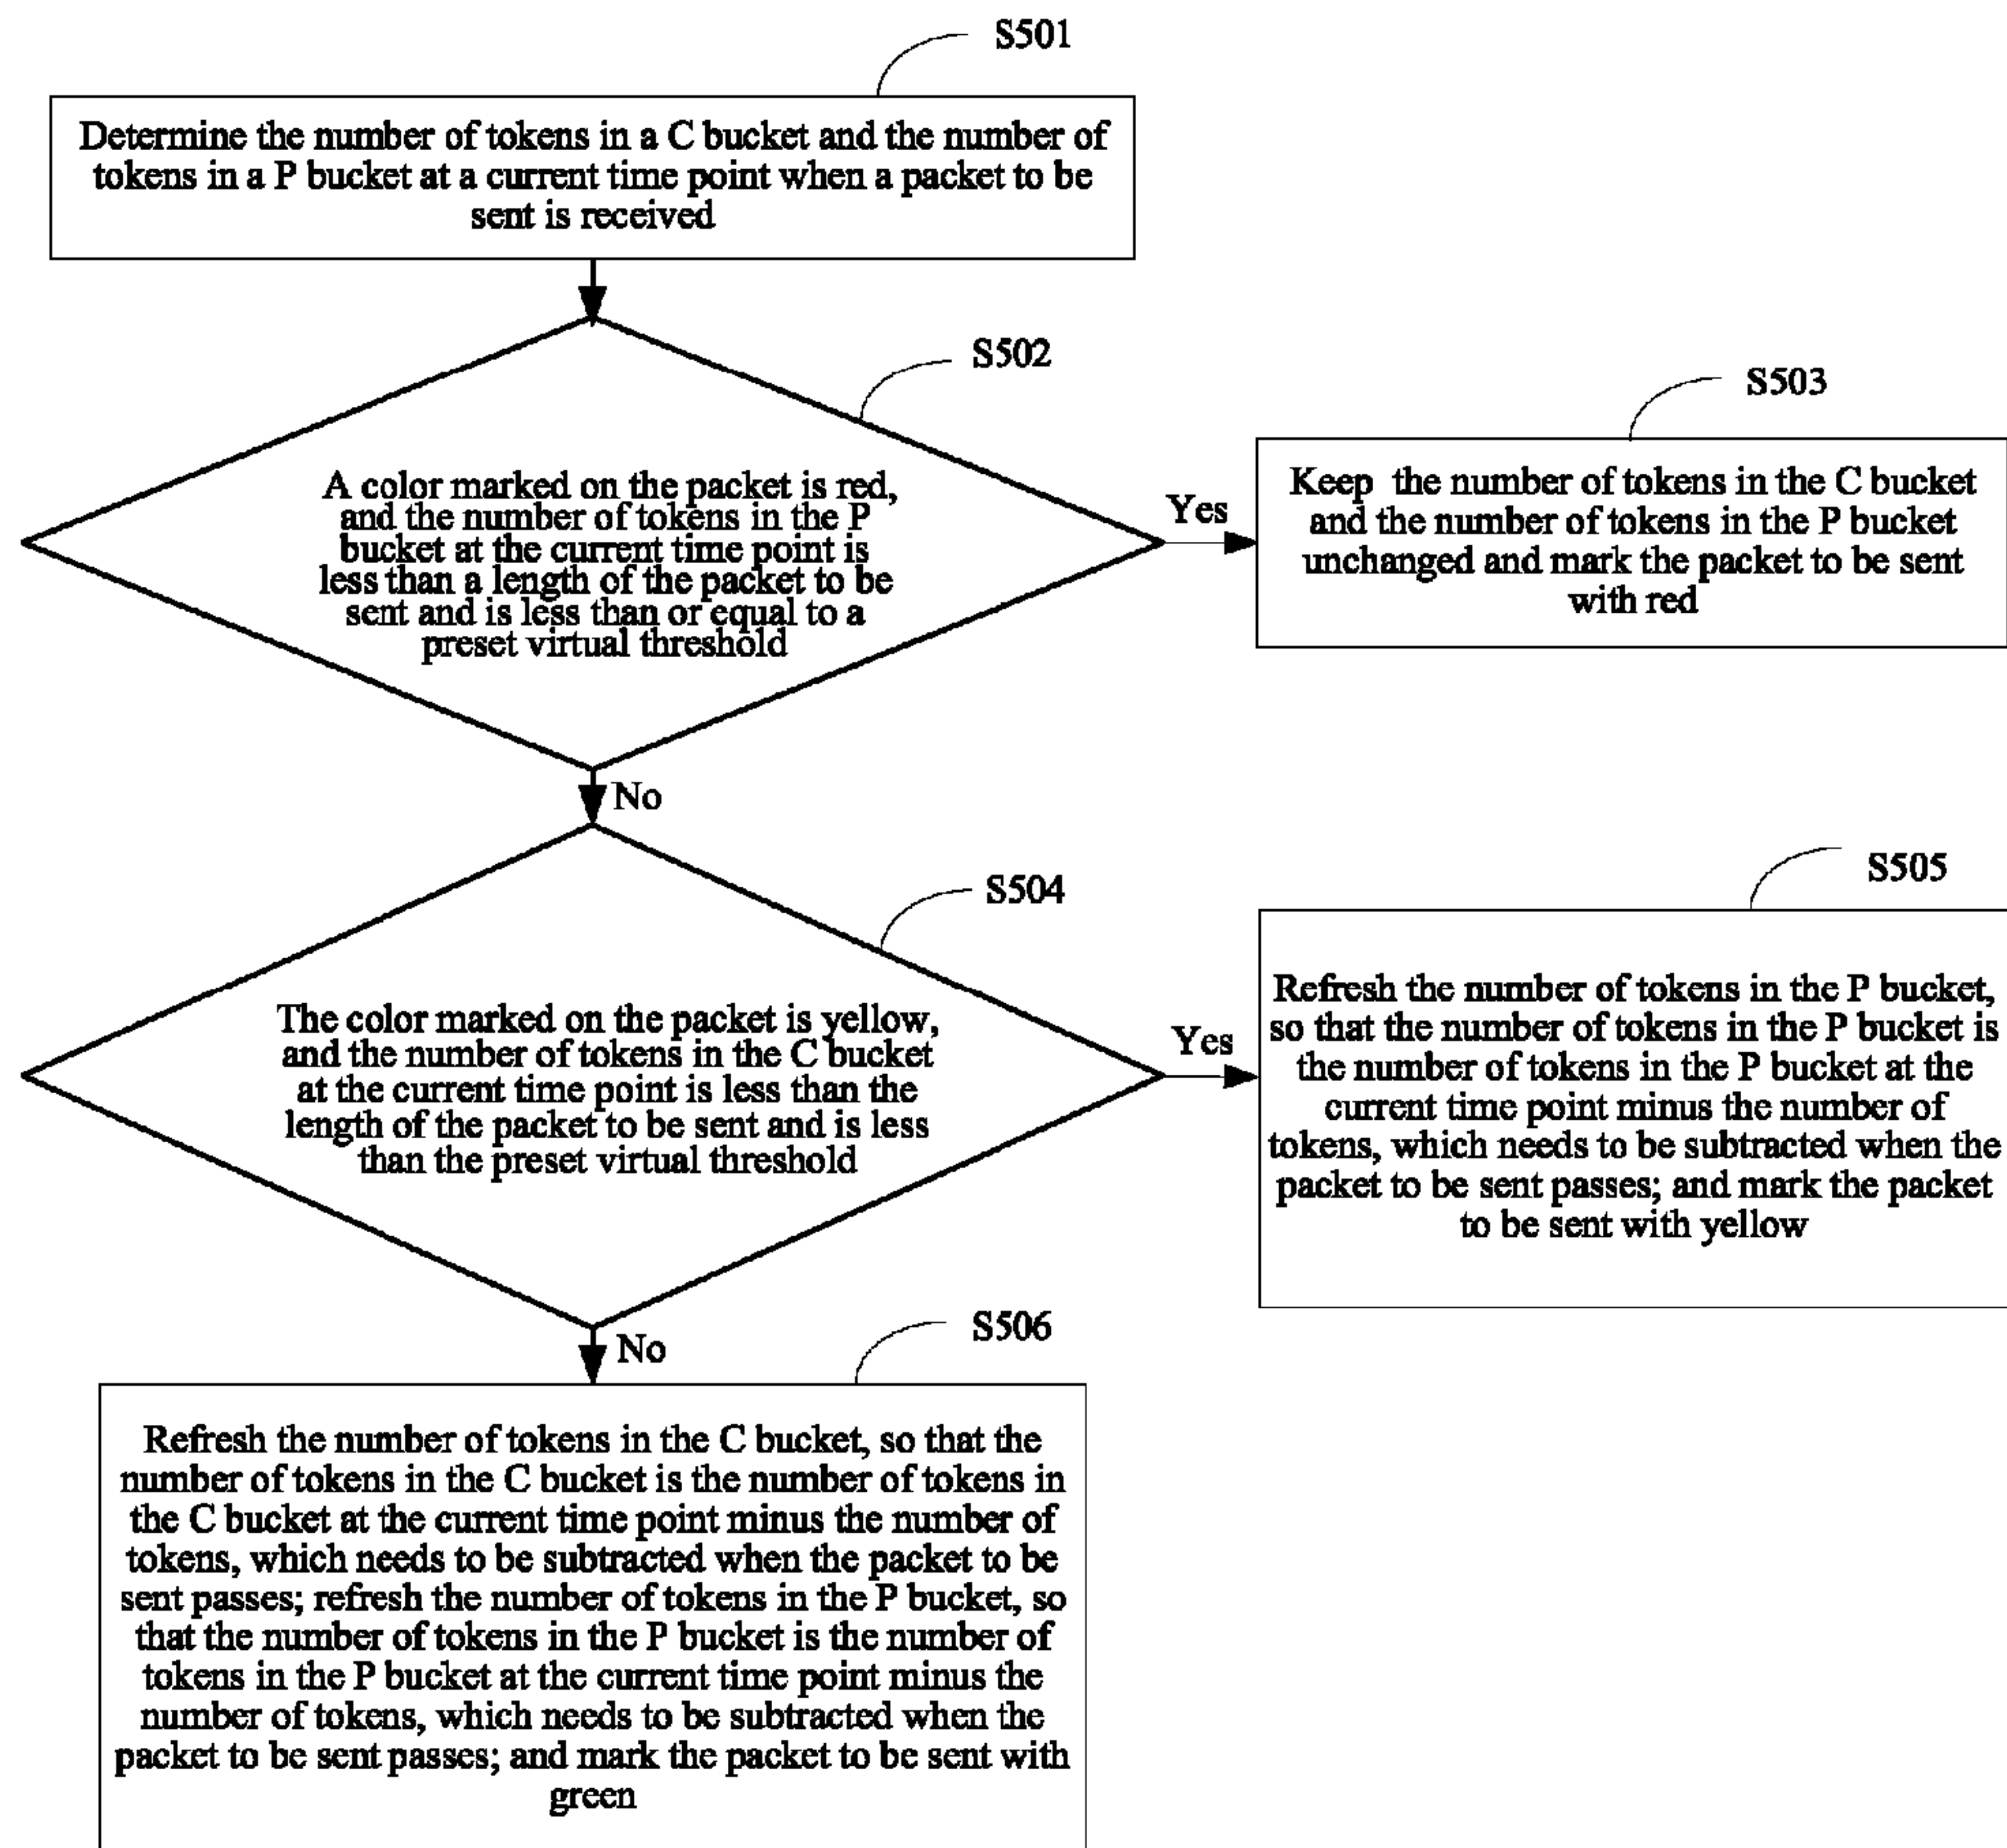 S501
Determine the number of tokens in a C bucket and the number of
tokens in a P bucket at a current time point when a packet to be
sent is received
S502
A color marked on the packet is red,
and the number of tokens in the P
bucket at the current time point is
less than a length of the packet to be
sent and is less than or equal to a
preset virtual threshold
Yes
S503
Keep the number of tokens in the C bucket
and the number of tokens in the P bucket
unchanged and mark the packet to be sent
with red
No
S504
The color marked on the packet is yellow,
and the number of tokens in the C bucket
at the current time point is less than the
length of the packet to be sent and is less
than the preset virtual threshold
Yes
S505
Refresh the number of tokens in the P bucket,
so that the number of tokens in the P bucket is
the number of tokens in the P bucket at the
current time point minus the number of
tokens, which needs to be subtracted when the
packet to be sent passes; and mark the packet
to be sent with yellow
No
S506
Refresh the number of tokens in the C bucket, so that the
number of tokens in the C bucket is the number of tokens in
the C bucket at the current time point minus the number of
tokens, which needs to be subtracted when the packet to be
sent passes; refresh the number of tokens in the P bucket, so
that the number of tokens in the P bucket is the number of
tokens in the P bucket at the current time point minus the
number of tokens, which needs to be subtracted when the
packet to be sent passes; and mark the packet to be sent with
green